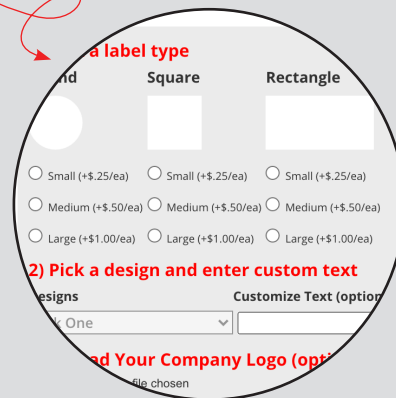 a label type
nd Square Rectangle
Small (+$.25/ea) Small (+$.25/ea) Small (+$.25/ea)
Medium (+$.50/ea) Medium (+$.50/ea) Medium (+$.50/ea)
Large (+$1.00/ea) Large (+$1.00/ea) Large (+$1.00/ea)
2) Pick a design and enter custom text
esigns Customize Text (option
k One
ad Your Company Logo (opti
file chosen